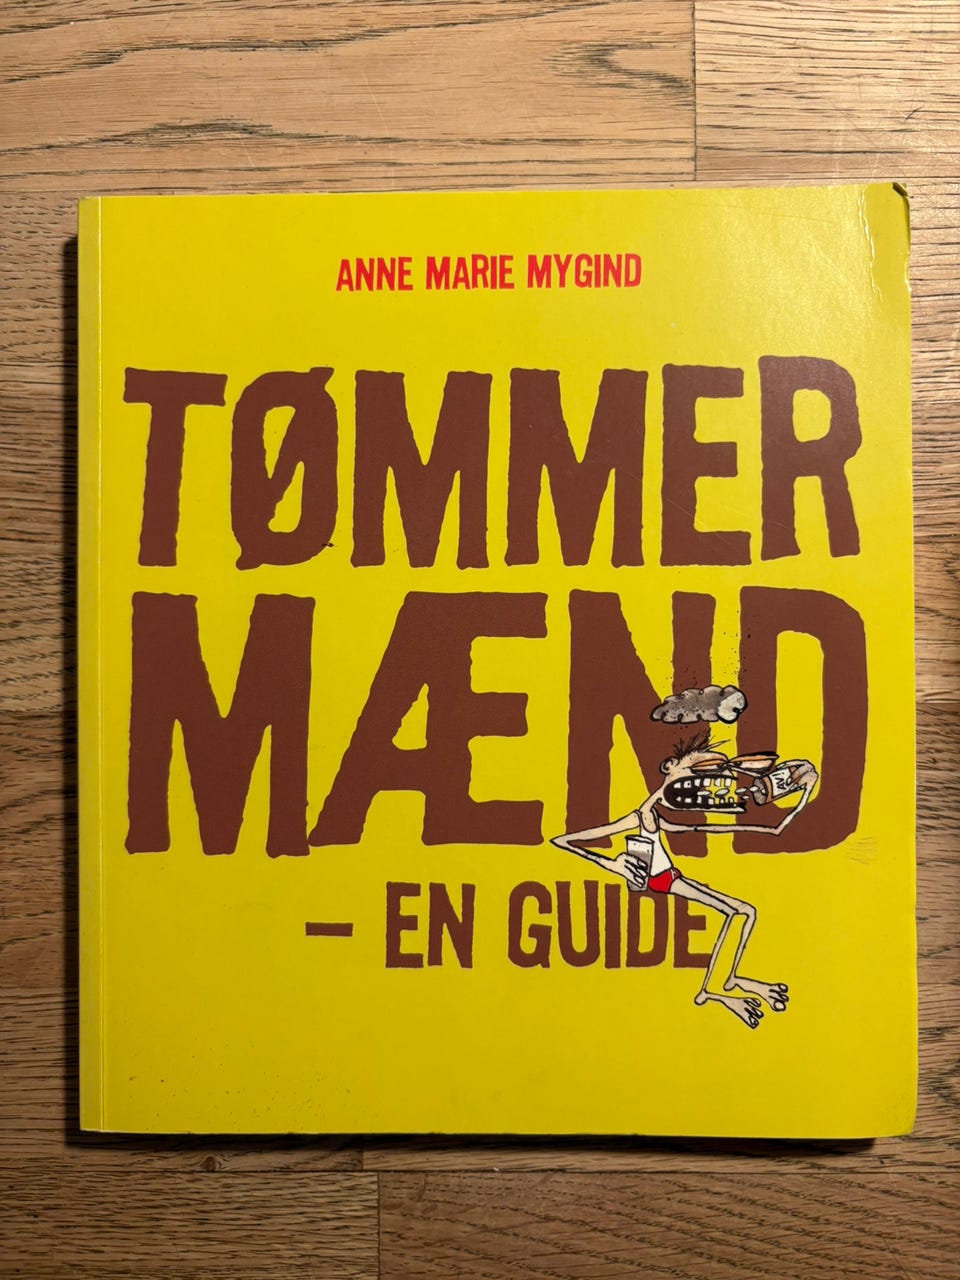 ANNE MARIE MYGIND
TØMMER
MÆND
– EN GUIDE